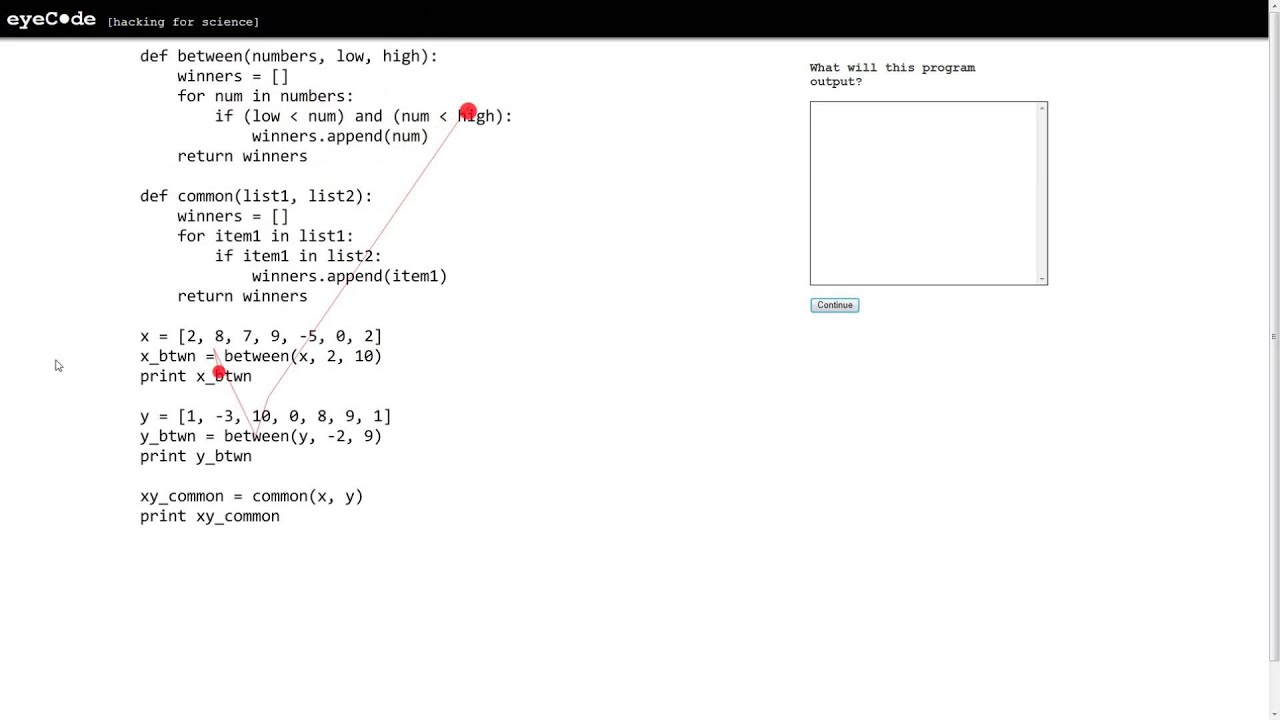 eyeCode [hacking for science]
def between(numbers, low, high):
    winners = []
    for num in numbers:
        if (low < num) and (num < high):
            winners.append(num)
    return winners

def common(list1, list2):
    winners = []
    for item1 in list1:
        if item1 in list2:
            winners.append(item1)
    return winners

x = [2, 8, 7, 9, -5, 0, 2]
x_btwn = between(x, 2, 10)
print x_btwn

y = [1, -3, 10, 0, 8, 9, 1]
y_btwn = between(y, -2, 9)
print y_btwn

xy_common = common(x, y)
print xy_common
What will this program
output?
Continue